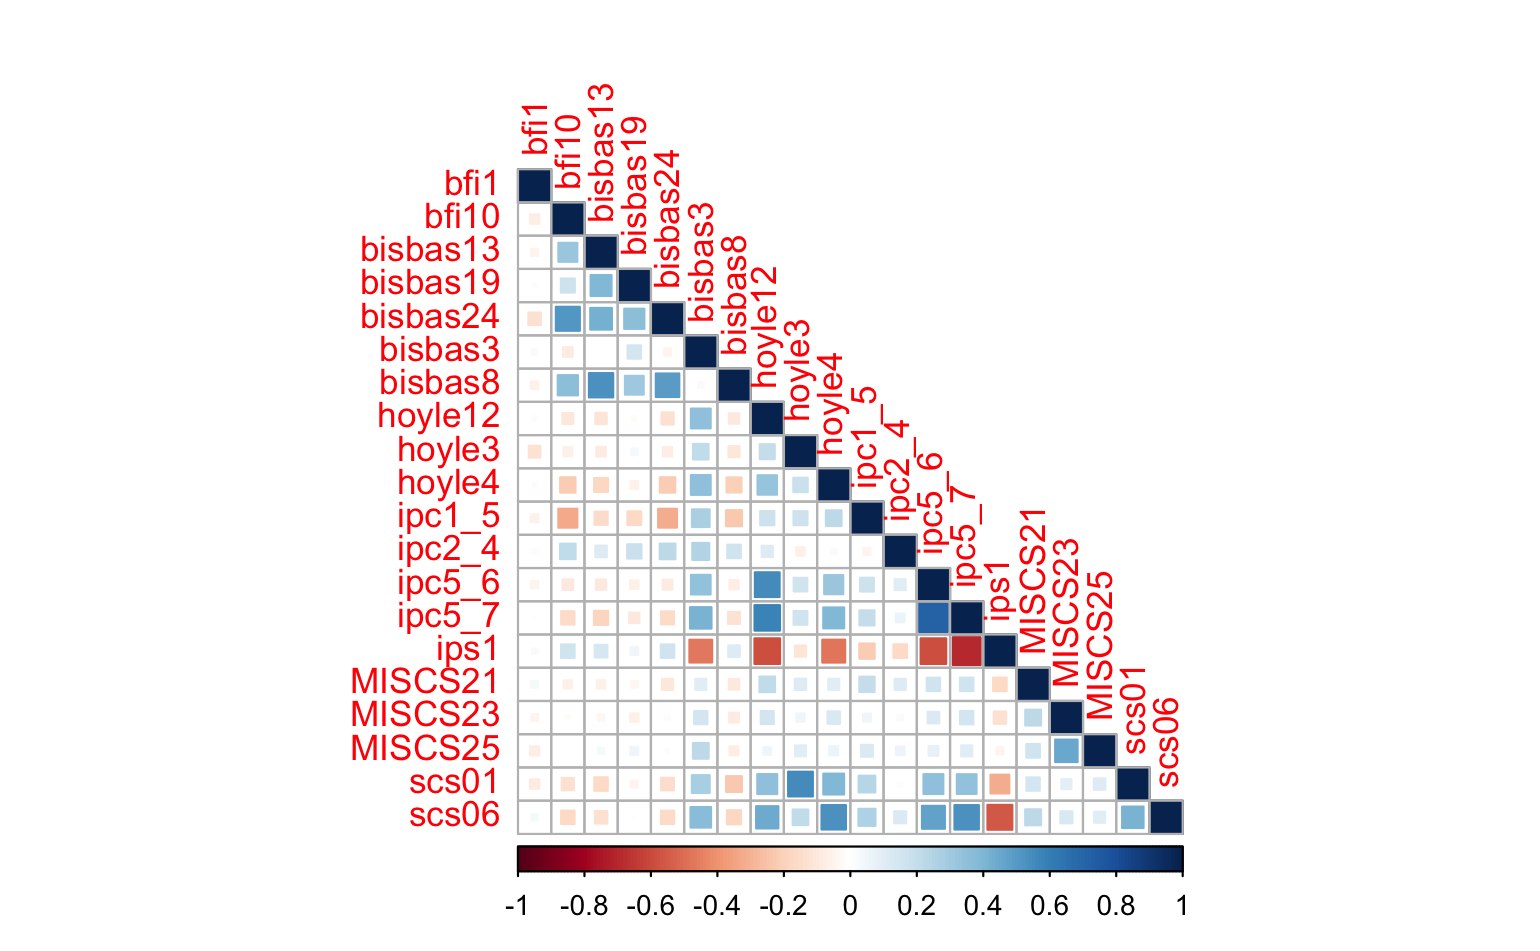 bfi1
bfi10
bisbas13
bisbas19
bisbas24
bisbas3
bisbas8
hoyle12
hoyle3
hoyle4
ipc1_5
ipc2_4
ipc5_6
ipc5_7
ips1
MISCS21
MISCS23
MISCS25
scs01
scs06
bfi1
bfi10
bisbas13
bisbas19
bisbas24
bisbas3
bisbas8
hoyle12
hoyle3
hoyle4
ipc1_5
ipc2_4
ipc5_6
ipc5_7
ips1
MISCS21
MISCS23
MISCS25
scs01
scs06
-1 -0.8 -0.6 -0.4 -0.2 0 0.2 0.4 0.6 0.8 1